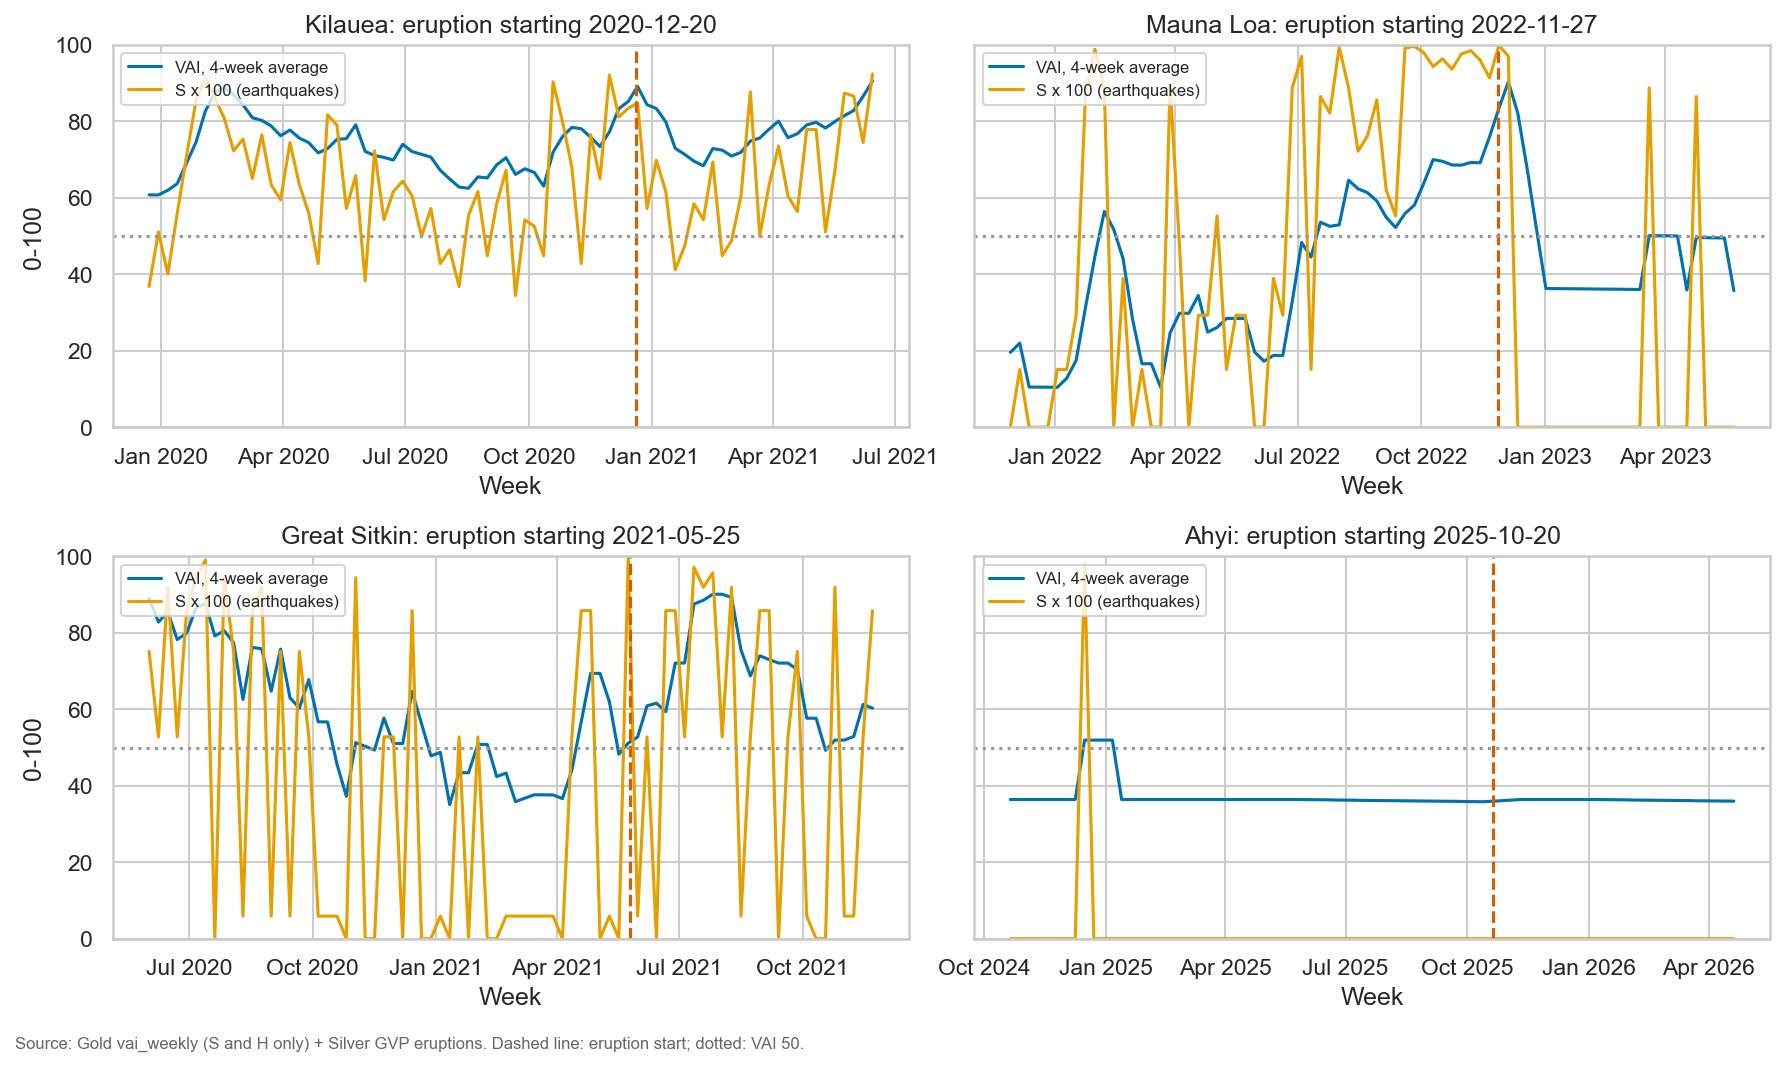 Kilauea: eruption starting 2020-12-20
VAI, 4-week average
S x 100 (earthquakes)
100
80
60
40
20
0
0-100
Jan 2020
Apr 2020
Jul 2020
Oct 2020
Jan 2021
Apr 2021
Jul 2021
Week
Mauna Loa: eruption starting 2022-11-27
VAI, 4-week average
S x 100 (earthquakes)
Jan 2022
Apr 2022
Jul 2022
Oct 2022
Jan 2023
Apr 2023
Week
Great Sitkin: eruption starting 2021-05-25
VAI, 4-week average
S x 100 (earthquakes)
100
80
60
40
20
0
0-100
Jul 2020
Oct 2020
Jan 2021
Apr 2021
Jul 2021
Oct 2021
Week
Ahyi: eruption starting 2025-10-20
VAI, 4-week average
S x 100 (earthquakes)
Oct 2024
Jan 2025
Apr 2025
Jul 2025
Oct 2025
Jan 2026
Apr 2026
Week
Source: Gold vai_weekly (S and H only) + Silver GVP eruptions. Dashed line: eruption start; dotted: VAI 50.